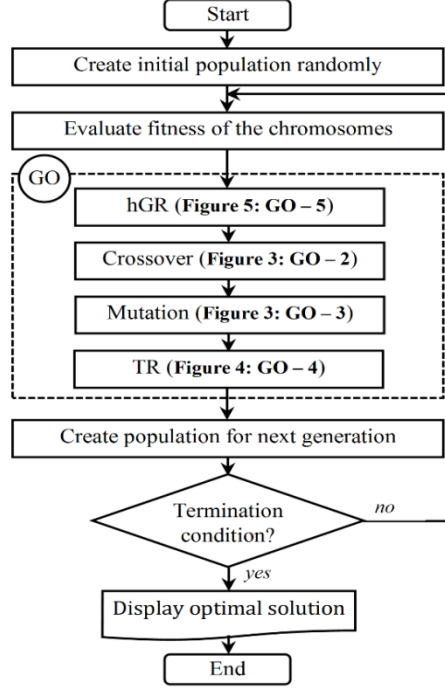 Start
Create initial population randomly
Evaluate fitness of the chromosomes
GO
hGR (Figure 5: GO – 5)
Crossover (Figure 3: GO – 2)
Mutation (Figure 3: GO – 3)
TR (Figure 4: GO – 4)
Create population for next generation
Termination
condition?
no
yes
Display optimal solution
End